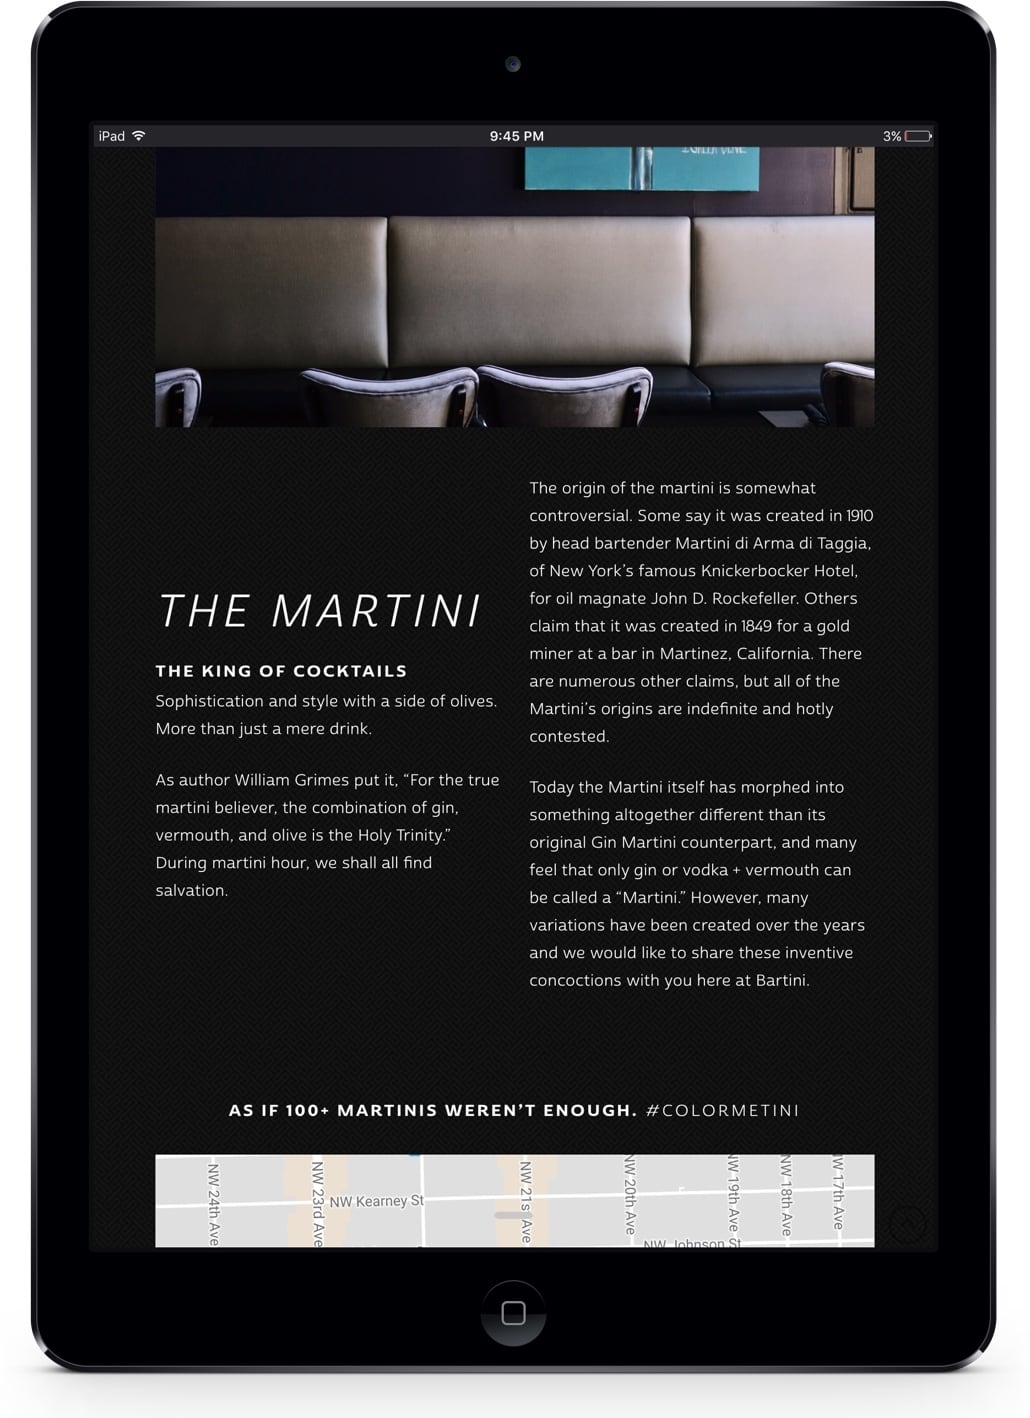 iPad
9:45 PM
3%
THE MARTINI
THE KING OF COCKTAILS
Sophistication and style with a side of olives.
More than just a mere drink.
As author William Grimes put it, “For the true
martini believer, the combination of gin,
vermouth, and olive is the Holy Trinity.”
During martini hour, we shall all find
salvation.
The origin of the martini is somewhat
controversial. Some say it was created in 1910
by head bartender Martini di Arma di Taggia,
of New York’s famous Knickerbocker Hotel,
for oil magnate John D. Rockefeller. Others
claim that it was created in 1849 for a gold
miner at a bar in Martinez, California. There
are numerous other claims, but all of the
Martini’s origins are indefinite and hotly
contested.
Today the Martini itself has morphed into
something altogether different than its
original Gin Martini counterpart, and many
feel that only gin or vodka + vermouth can
be called a “Martini.” However, many
variations have been created over the years
and we would like to share these inventive
concoctions with you here at Bartini.
AS IF 100+ MARTINIS WEREN’T ENOUGH. #COLORMETINI
NW 24th Ave
NW 23rd Ave
NW Kearney St
NW 21st Ave
NW 20th Ave
NW 19th Ave
NW 18th Ave
NW 17th Ave
NW Johnson St